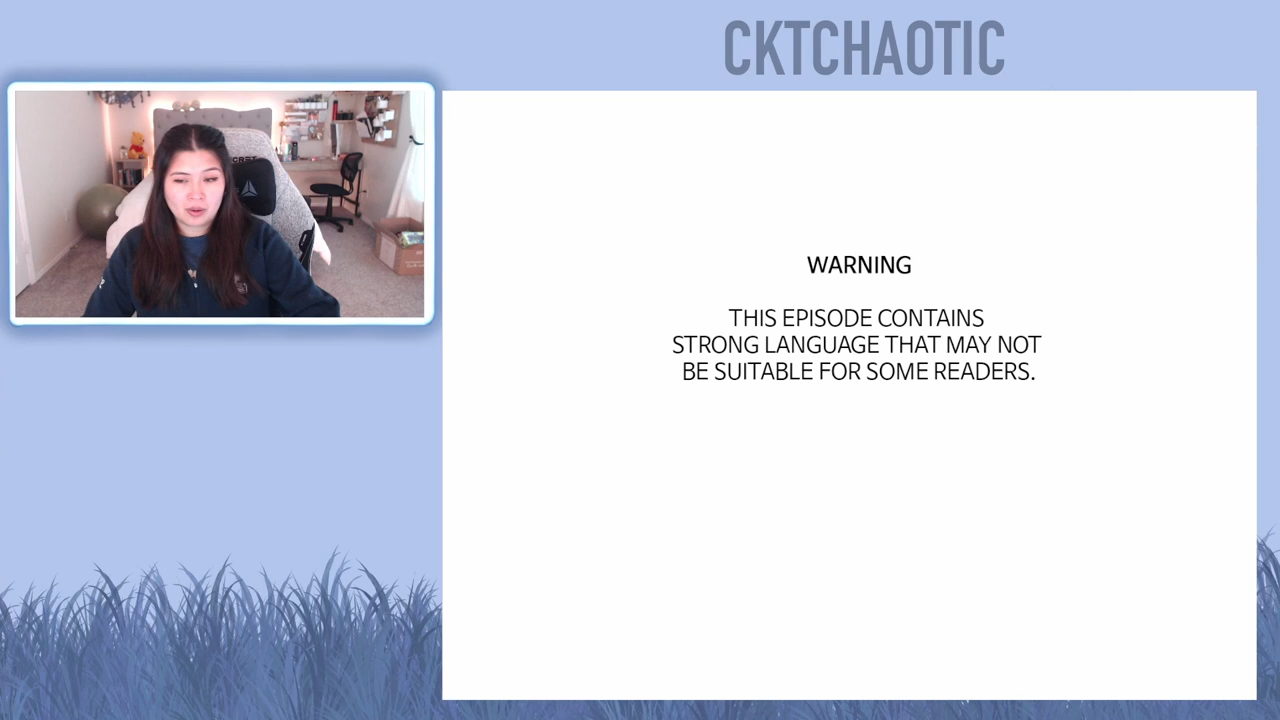 CKTCHAOTIC
WARNING
THIS EPISODE CONTAINS
STRONG LANGUAGE THAT MAY NOT
BE SUITABLE FOR SOME READERS.